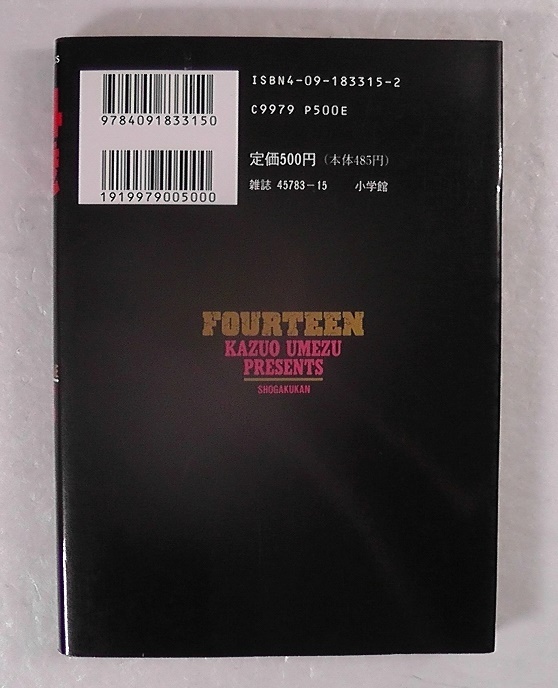 9784091833150
1919979005000
ISBN4-09-183315-2
C9979 P500E
定価500円（本体485円）
雑誌 45783-15 小学館
FOURTEEN
KAZUO UMEZU
PRESENTS
SHOGAKUKAN